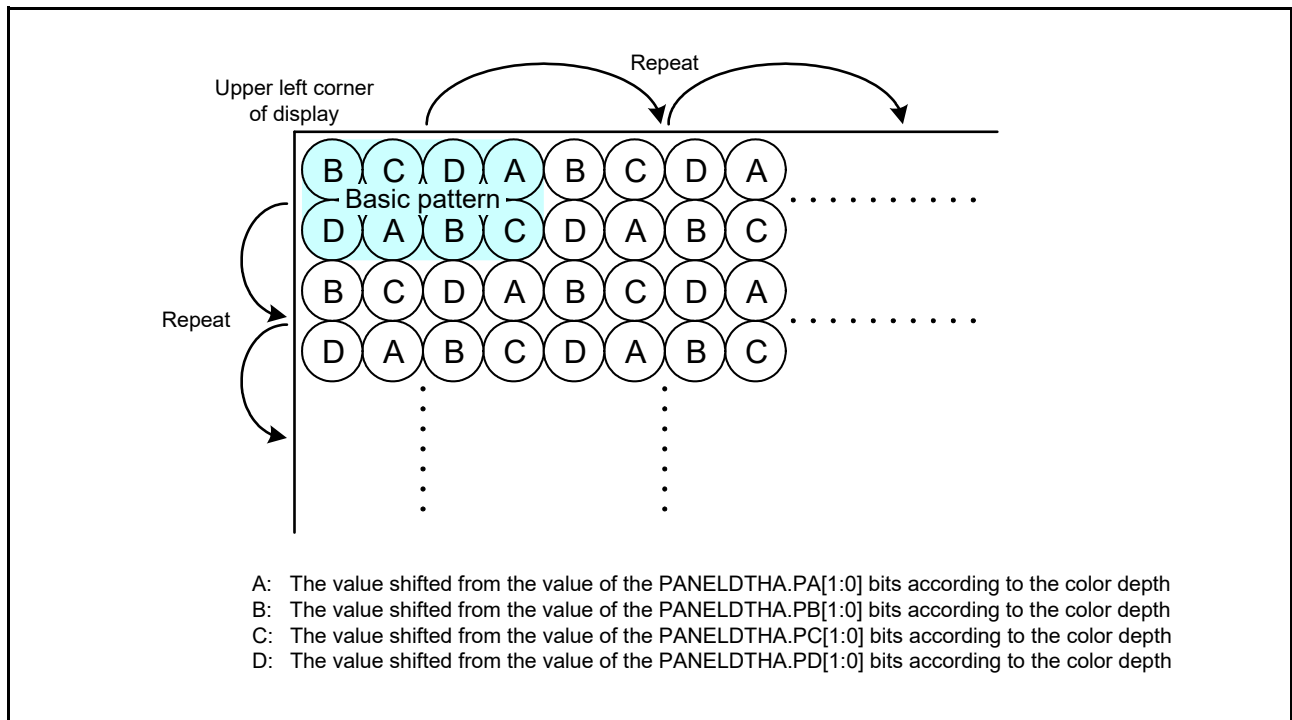 Repeat
Upper left corner
of display
B C D A B C D A
Basic pattern
D A B C D A B C
B C D A B C D A
Repeat
D A B C D A B C
A: The value shifted from the value of the PANELDTHA.PA[1:0] bits according to the color depth
B: The value shifted from the value of the PANELDTHA.PB[1:0] bits according to the color depth
C: The value shifted from the value of the PANELDTHA.PC[1:0] bits according to the color depth
D: The value shifted from the value of the PANELDTHA.PD[1:0] bits according to the color depth